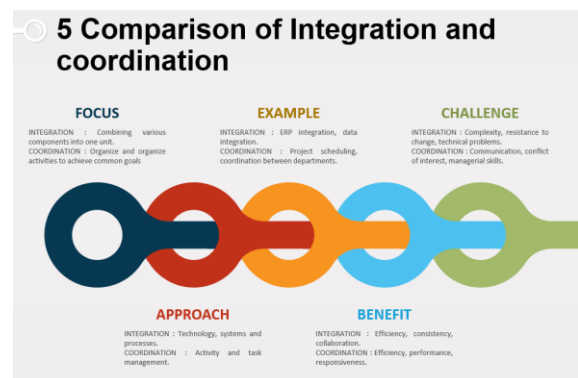 5 Comparison of Integration and
coordination
FOCUS
INTEGRATION : Combining various
components into one unit.
COORDINATION : Organize and organize
activities to achieve common goals
EXAMPLE
INTEGRATION : ERP integration, data
integration.
COORDINATION : Project scheduling,
coordination between departments.
CHALLENGE
INTEGRATION : Complexity, resistance to
change, technical problems.
COORDINATION : Communication, conflict
of interest, managerial skills.
APPROACH
INTEGRATION : Technology, systems and
processes.
COORDINATION : Activity and task
management.
BENEFIT
INTEGRATION : Efficiency, consistency,
collaboration.
COORDINATION : Efficiency, performance,
responsiveness.